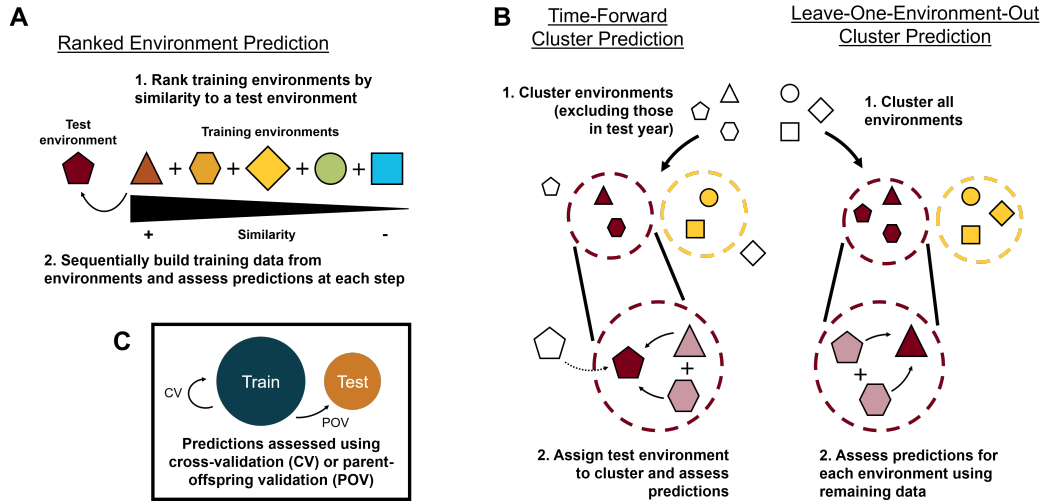 A
Ranked Environment Prediction
1. Rank training environments by
similarity to a test environment
Test
environment
Training environments
+ + + +
+ Similarity -
2. Sequentially build training data from
environments and assess predictions at each step
B
Time-Forward
Cluster Prediction
Leave-One-Environment-Out
Cluster Prediction
1. Cluster environments
(excluding those
in test year)
1. Cluster all
environments
+
+
2. Assign test environment
to cluster and assess
predictions
2. Assess predictions for
each environment using
remaining data
C
Train
Test
CV
POV
Predictions assessed using
cross-validation (CV) or parent-
offspring validation (POV)